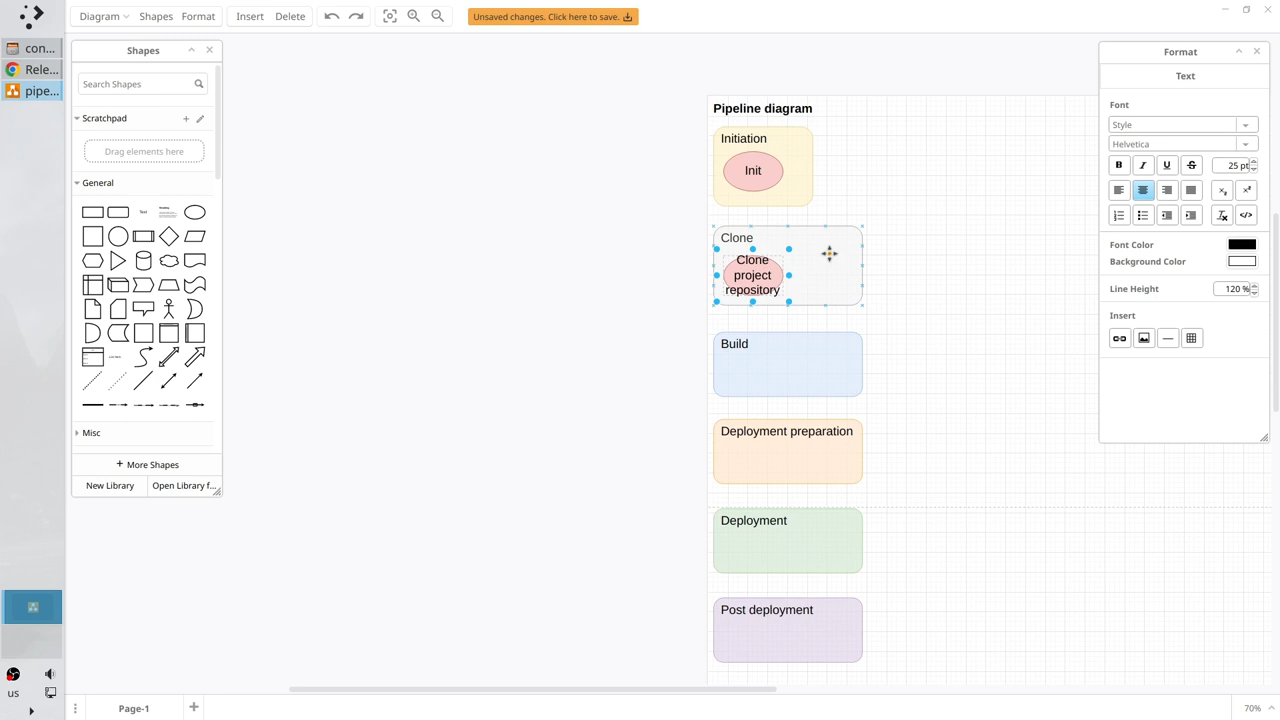 Diagram
Shapes
Format
Insert
Delete
Unsaved changes. Click here to save.
con...
Rele...
pipe...
Shapes
Search Shapes
Scratchpad
Drag elements here
General
Text
Misc
+ More Shapes
New Library
Open Library f...
Pipeline diagram
Initiation
Init
Clone
Clone
project
repository
Build
Deployment preparation
Deployment
Post deployment
Format
Text
Font
Style
Helvetica
B I U S
25 pt
Font Color
Background Color
Line Height
120 %
Insert
us
Page-1
70%